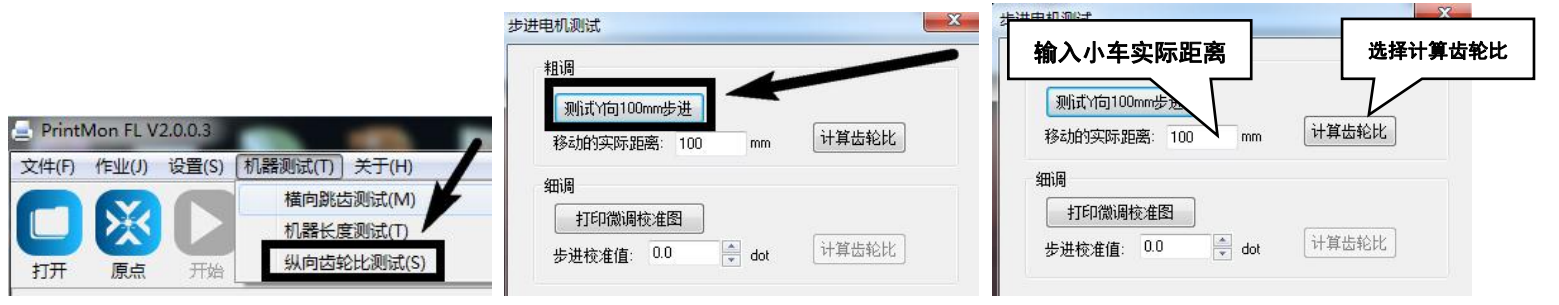 PrintMon FL V2.0.0.3
文件(F) 作业(J) 设置(S) 机器测试(T) 关于(H)
横向跳齿测试(M)
机器长度测试(T)
纵向齿轮比测试(S)
打开 原点 开始
步进电机测试
粗调
测试Y向100mm步进
移动的实际距离: 100 mm 计算齿轮比
细调
打印微调校准图
步进校准值: 0.0 dot 计算齿轮比
步进电机测试
输入小车实际距离
选择计算齿轮比
测试Y向100mm步进
移动的实际距离: 100 mm 计算齿轮比
细调
打印微调校准图
步进校准值: 0.0 dot 计算齿轮比